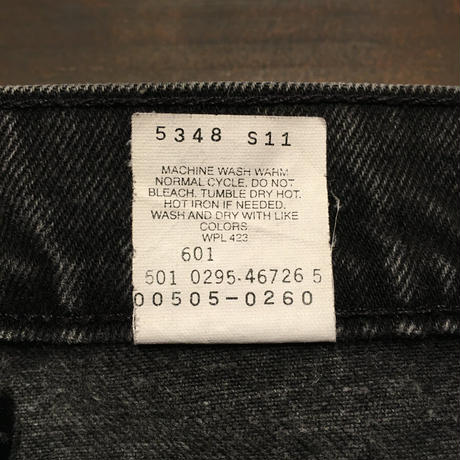 5348 S11
MACHINE WASH WARM
NORMAL CYCLE. DO NOT
BLEACH. TUMBLE DRY HOT.
HOT IRON IF NEEDED.
WASH AND DRY WITH LIKE
COLORS.
WPL 423
601
501 0295-46726 5
00505-0260